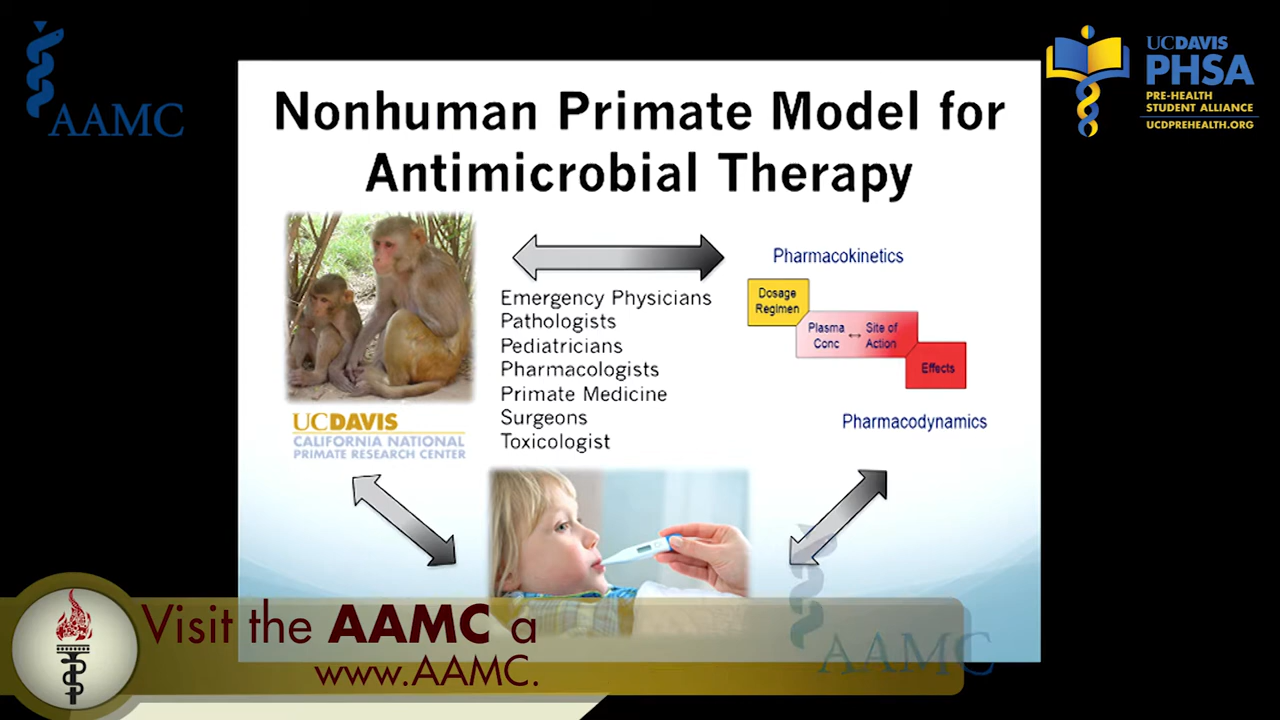 AAMC
UCDAVIS
PHSA
PRE-HEALTH
STUDENT ALLIANCE
UCDPREHEALTH.ORG
Nonhuman Primate Model for
Antimicrobial Therapy
Emergency Physicians
Pathologists
Pediatricians
Pharmacologists
Primate Medicine
Surgeons
Toxicologist
Pharmacokinetics
Dosage
Regimen
Plasma
Conc
Site of
Action
Effects
Pharmacodynamics
UCDAVIS
CALIFORNIA NATIONAL
PRIMATE RESEARCH CENTER
Visit the AAMC a
www.AAMC.
AAMC